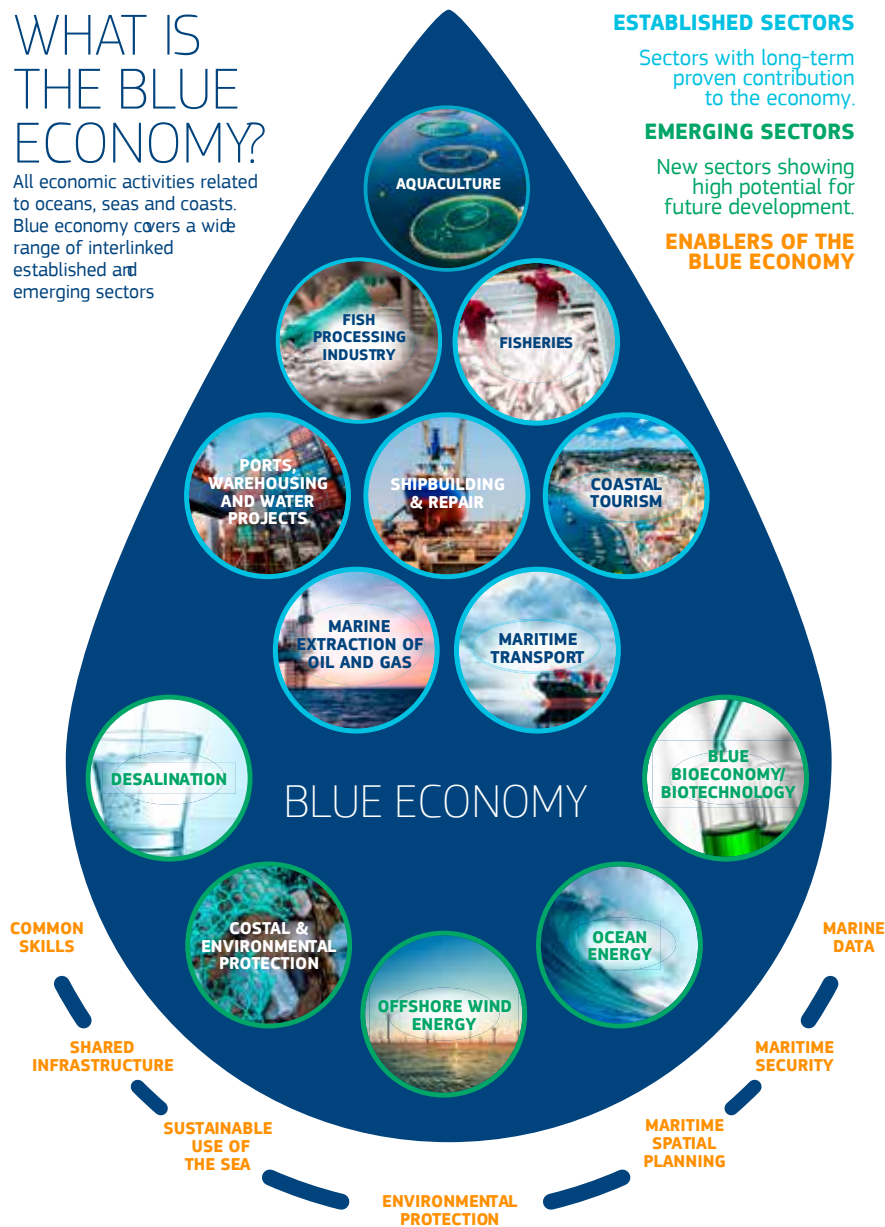 WHAT IS
THE BLUE
ECONOMY?
All economic activities related
to oceans, seas and coasts.
Blue economy covers a wide
range of interlinked
established and
emerging sectors
ESTABLISHED SECTORS
Sectors with long-term
proven contribution
to the economy.
EMERGING SECTORS
New sectors showing
high potential for
future development.
ENABLERS OF THE
BLUE ECONOMY
AQUACULTURE
FISH
PROCESSING
INDUSTRY
FISHERIES
PORTS,
WAREHOUSING
AND WATER
PROJECTS
SHIPBUILDING
& REPAIR
COASTAL
TOURISM
MARINE
EXTRACTION OF
OIL AND GAS
MARITIME
TRANSPORT
DESALINATION
BLUE ECONOMY
BLUE
BIOECONOMY/
BIOTECHNOLOGY
COSTAL &
ENVIRONMENTAL
PROTECTION
OFFSHORE WIND
ENERGY
OCEAN
ENERGY
COMMON
SKILLS
SHARED
INFRASTRUCTURE
SUSTAINABLE
USE OF
THE SEA
ENVIRONMENTAL
PROTECTION
MARITIME
SPATIAL
PLANNING
MARITIME
SECURITY
MARINE
DATA